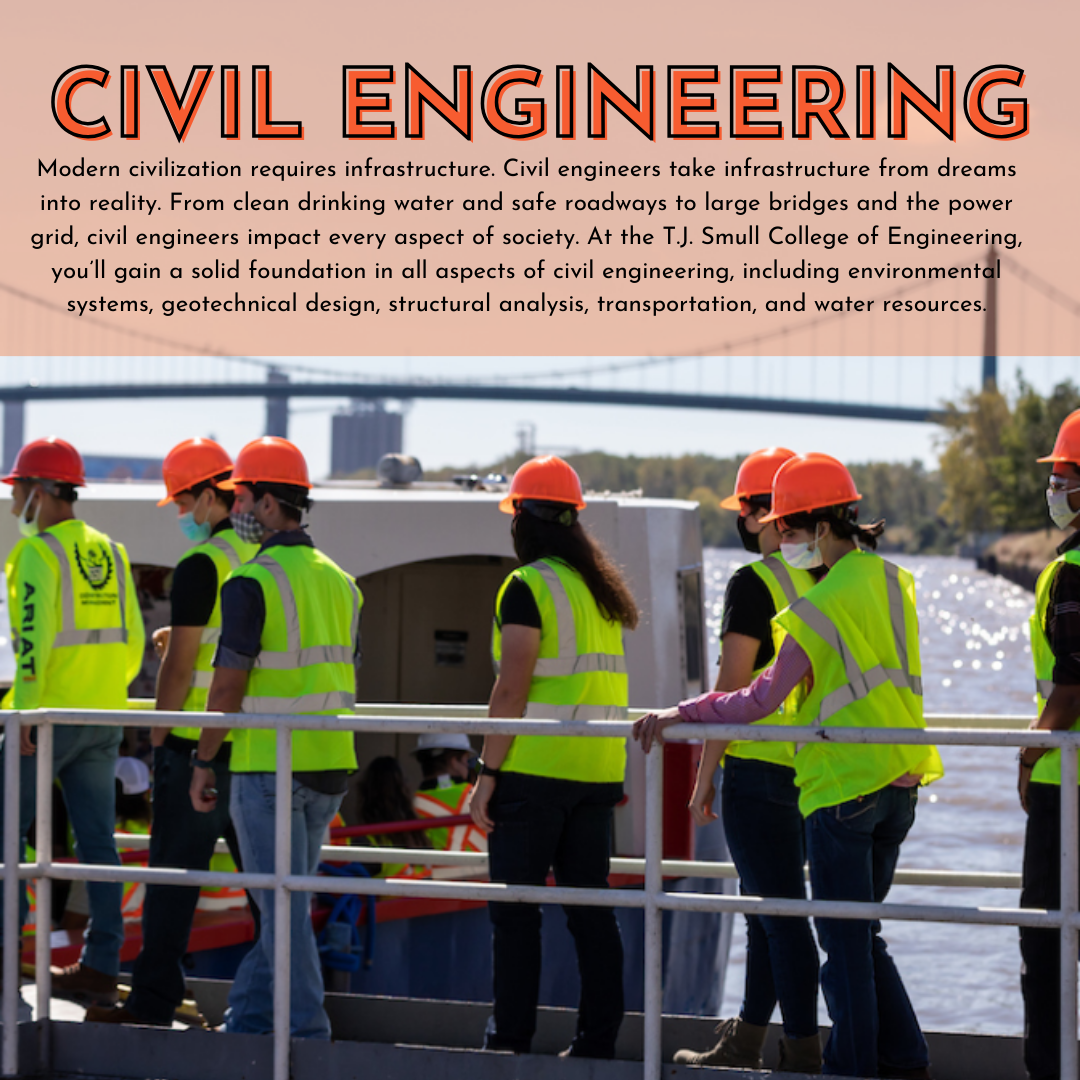 CIVIL ENGINEERING
Modern civilization requires infrastructure. Civil engineers take infrastructure from dreams
into reality. From clean drinking water and safe roadways to large bridges and the power
grid, civil engineers impact every aspect of society. At the T.J. Smull College of Engineering,
you'll gain a solid foundation in all aspects of civil engineering, including environmental
systems, geotechnical design, structural analysis, transportation, and water resources.
ARIAT